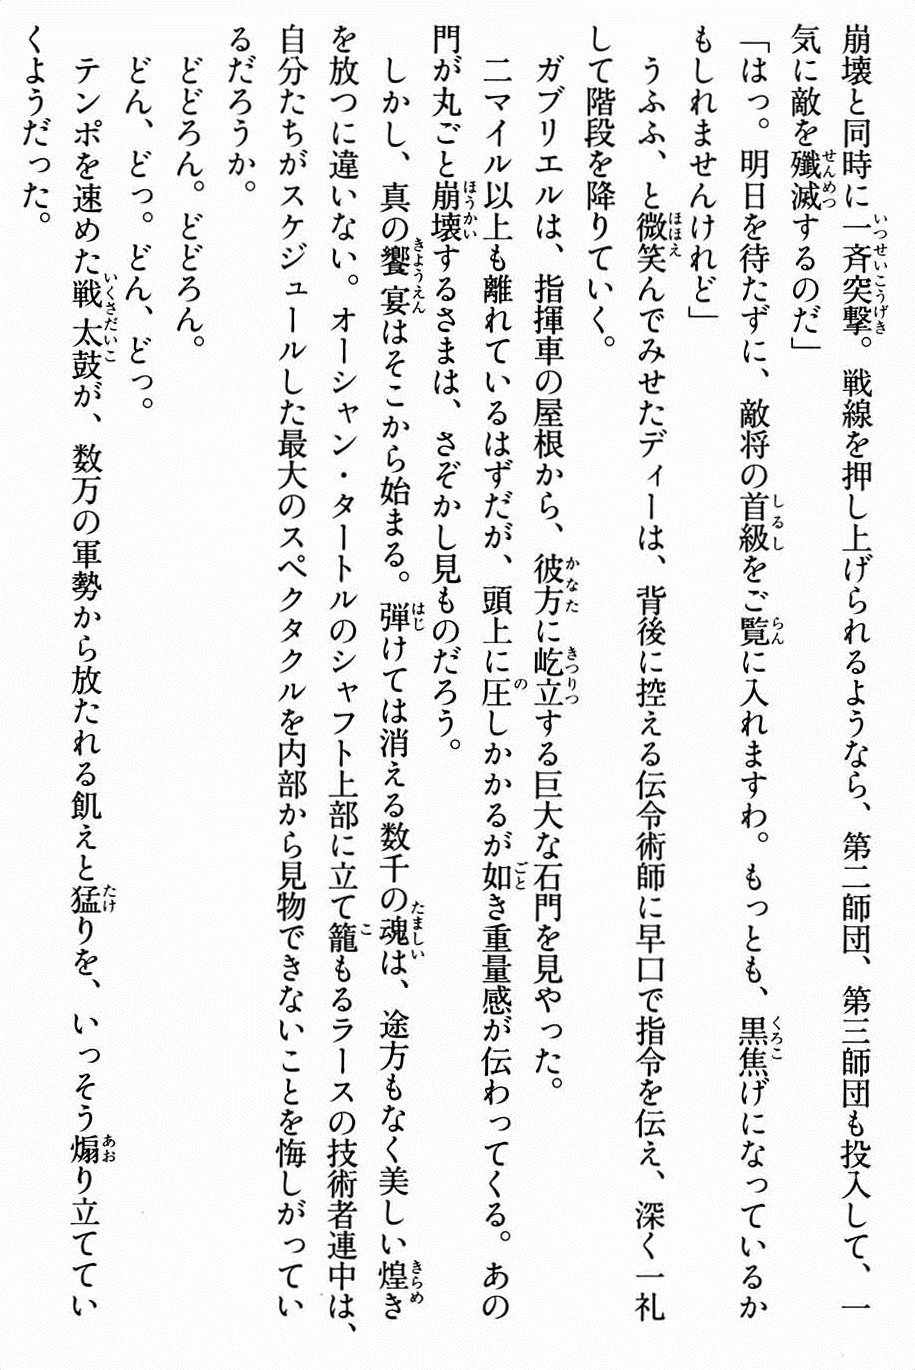 崩壊と同時に一斉突撃。戦線を押し上げられるようなら、第二師団、第三師団も投入して、一
気に敵を殲滅するのだ」
「はっ。明日を待たずに、敵将の首級をご覧に入れますわ。もっとも、黒焦げになっているか
もしれませんけれど」
うふふ、と微笑んでみせたディーは、背後に控える伝令術師に早口で指令を伝え、深く一礼
して階段を降りていく。
ガブリエルは、指揮車の屋根から、彼方に屹立する巨大な石門を見やった。
二マイル以上も離れているはずだが、頭上に圧しかかるが如き重量感が伝わってくる。あの
門が丸ごと崩壊するさまは、さぞかし見ものだろう。
しかし、真の饗宴はそこから始まる。弾けては消える数千の魂は、途方もなく美しい煌き
を放つに違いない。オーシャン・タートルのシャフト上部に立て籠もるラースの技術者連中は、
自分たちがスケジュールした最大のスペクタクルを内部から見物できないことを悔しがってい
るだろうか。
どどろん。どどろん。
どん、どっ。どん、どっ。
テンポを速めた戦太鼓が、数万の軍勢から放たれる飢えと猛りを、いっそう煽り立ててい
くようだった。